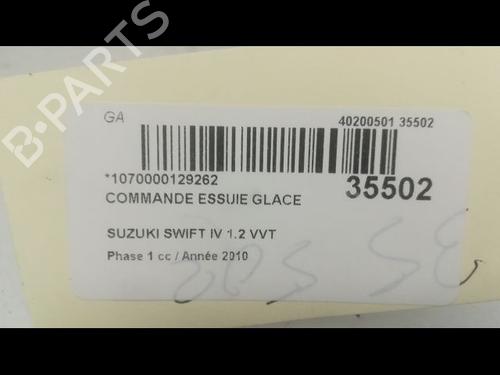 B-PARTS
GA
40200501 35502
*1070000129262
35502
COMMANDE ESSUIE GLACE
SUZUKI SWIFT IV 1.2 VVT
Phase 1 cc / Année 2010
35502